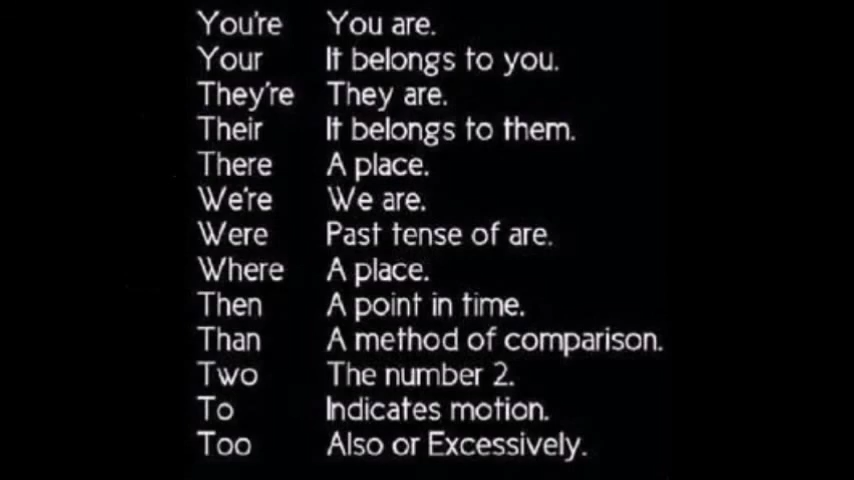 You're You are.
Your It belongs to you.
They're They are.
Their It belongs to them.
There A place.
We're We are.
Were Past tense of are.
Where A place.
Then A point in time.
Than A method of comparison.
Two The number 2.
To Indicates motion.
Too Also or Excessively.